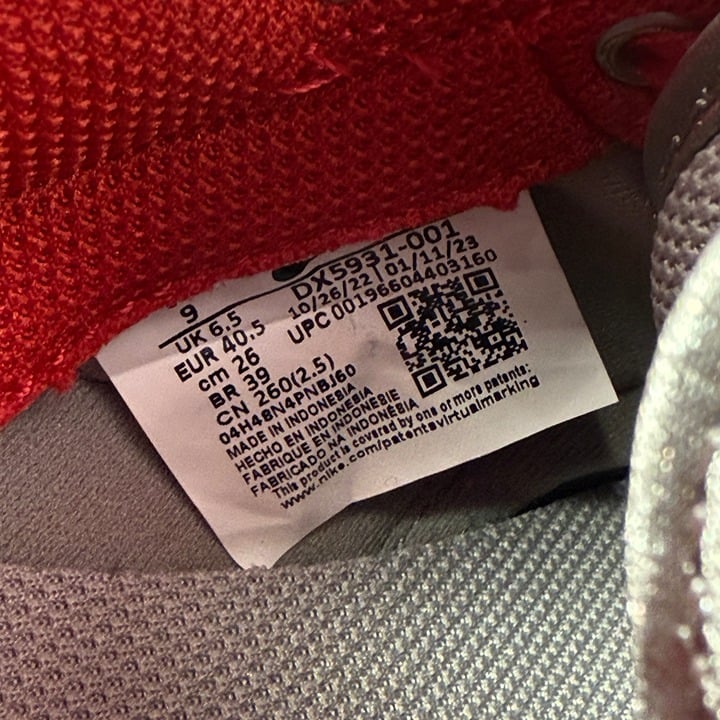 9
UK 6.5
EUR 40.5
cm 26
BR 39
CN 260(2.5)
DX5931-001
10/26/22 | 01/11/23
UPC 00196604403160
04H48N4PNBJ60
MADE IN INDONESIA
HECHO EN INDONESIA
FABRIQUE EN INDONEBIE
FABRICADO NA INDONÉBIA
This product is covered by one or more patents:
www.nike.com/patentsvirtualmarking